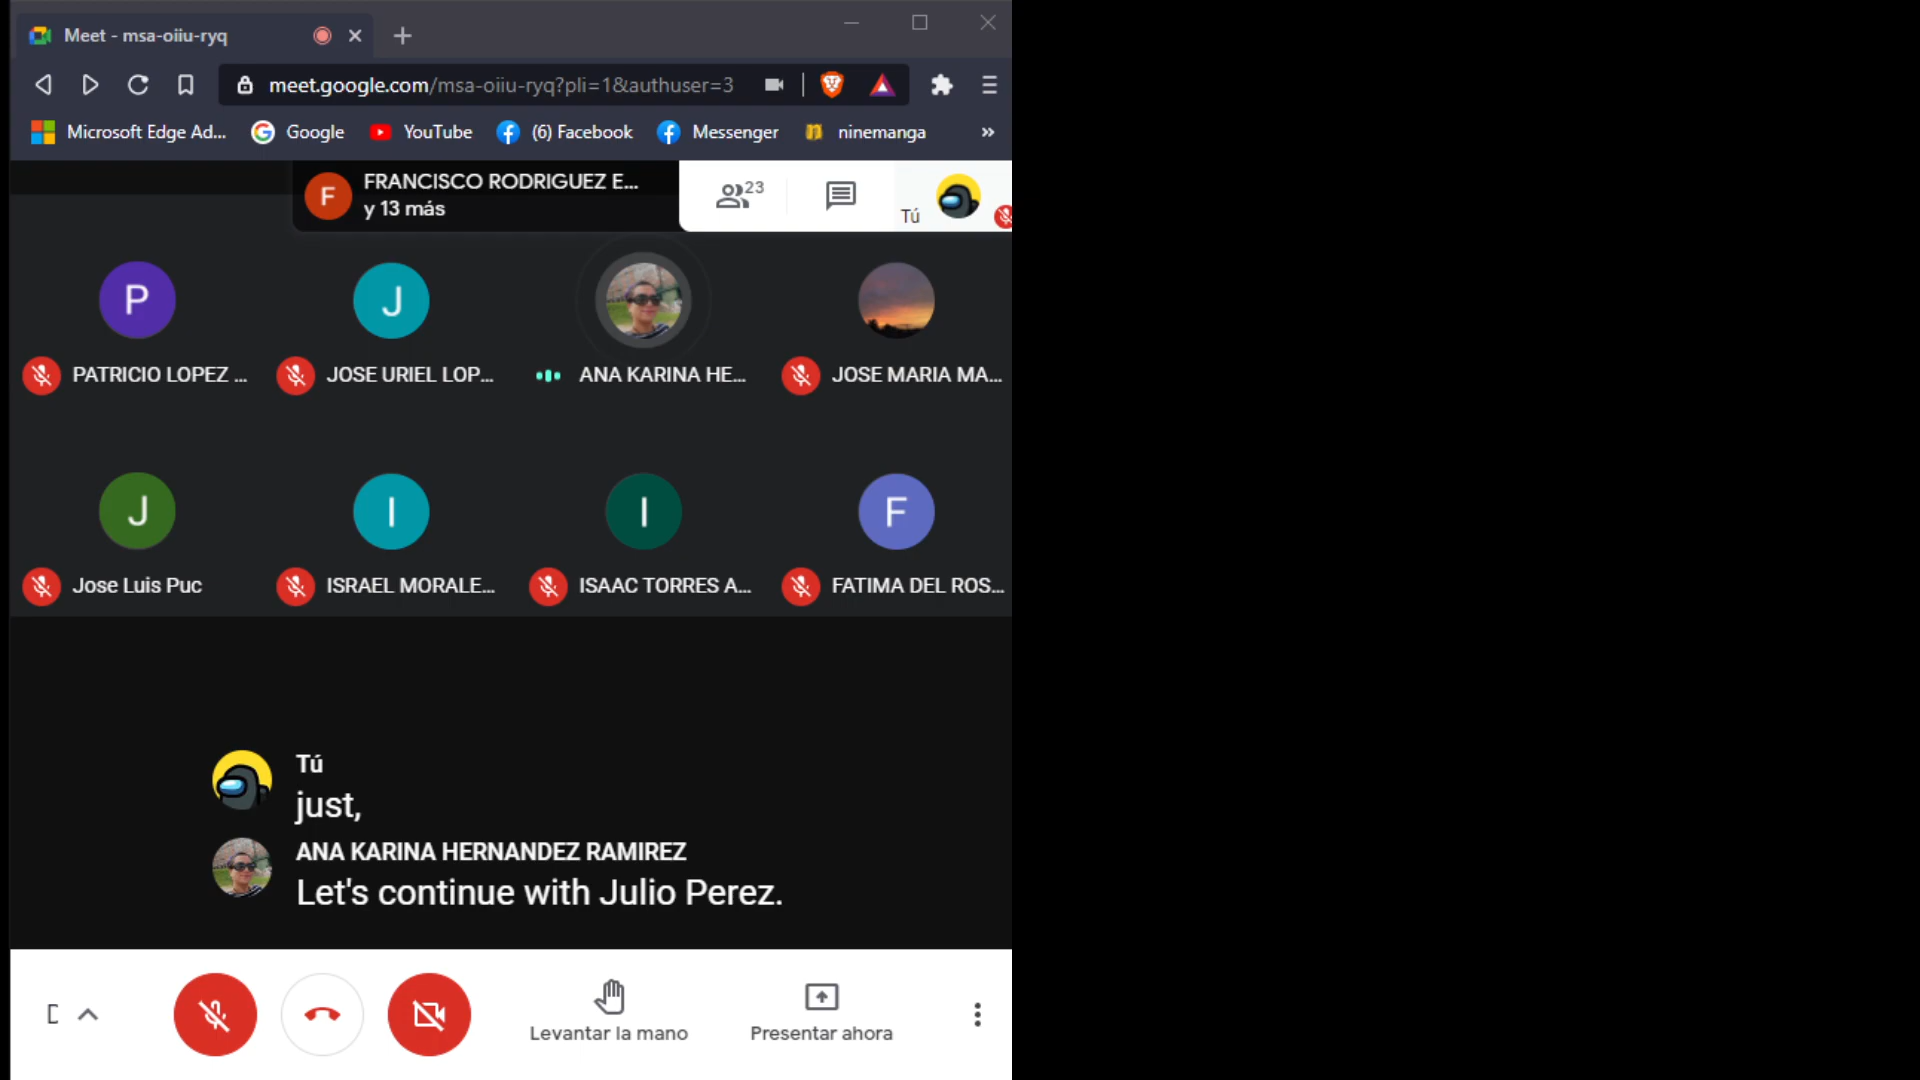 Meet - msa-oiiu-ryq
meet.google.com/msa-oiiu-ryq?pli=1&authuser=3
Microsoft Edge Ad...
Google
YouTube
(6) Facebook
Messenger
ninemanga
»
F
FRANCISCO RODRIGUEZ E...
y 13 más
23
Tú
P
J
PATRICIO LOPEZ ...
JOSE URIEL LOP...
ANA KARINA HE...
JOSE MARIA MA...
J
I
I
F
Jose Luis Puc
ISRAEL MORALE...
ISAAC TORRES A...
FATIMA DEL ROS...
Tú
just,
ANA KARINA HERNANDEZ RAMIREZ
Let's continue with Julio Perez.
Levantar la mano
Presentar ahora